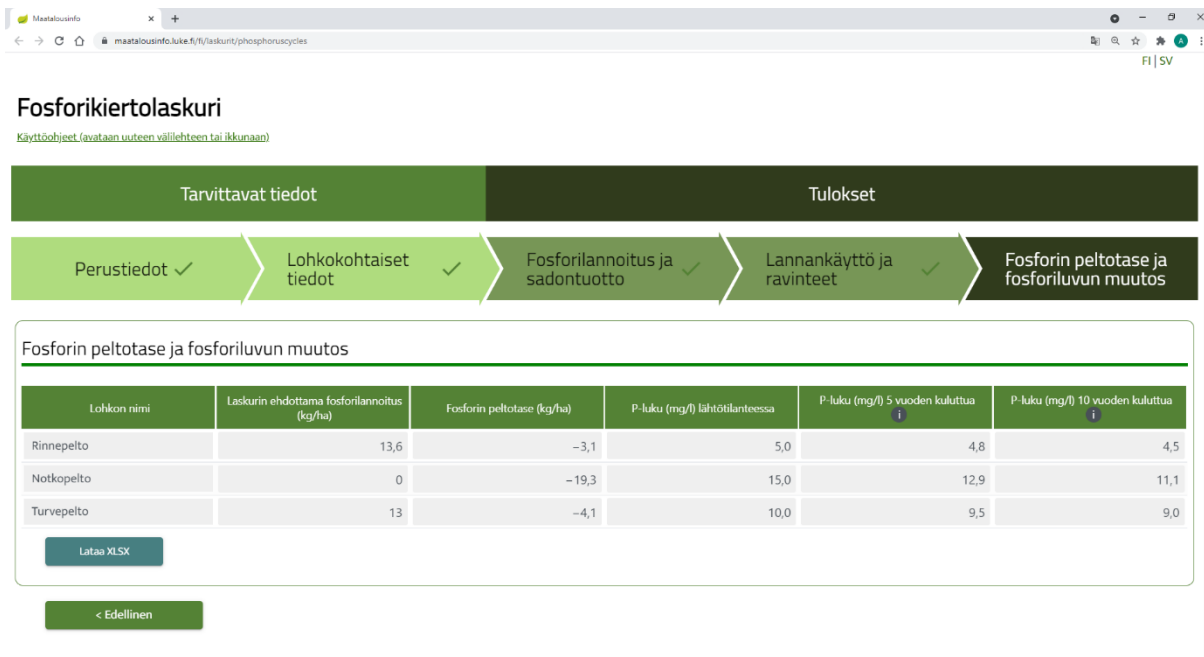 Maatalousinfo
maatalousinfo.luke.fi/fi/laskurit/phosphoruscycles
A
FI | SV
Fosforikiertolaskuri
Käyttöohjeet (avataan uuteen välilehteen tai ikkunaan)
Tarvittavat tiedot
Tulokset
Perustiedot
Lohkokohtaiset
tiedot
Fosforilannoitus ja
sadontuotto
Lannankäyttö ja
ravinteet
Fosforin peltotase ja
fosforiluvun muutos
Fosforin peltotase ja fosforiluvun muutos
Lohkon nimi
Laskurin ehdottama fosforilannoitus
(kg/ha)
Fosforin peltotase (kg/ha)
P-luku (mg/l) lähtötilanteessa
P-luku (mg/l) 5 vuoden kuluttua
i
P-luku (mg/l) 10 vuoden kuluttua
i
Rinnepelto 13,6 −3,1 5,0 4,8 4,5
Notkopelto 0 −19,3 15,0 12,9 11,1
Turvepelto 13 −4,1 10,0 9,5 9,0
Lataa XLSX
< Edellinen